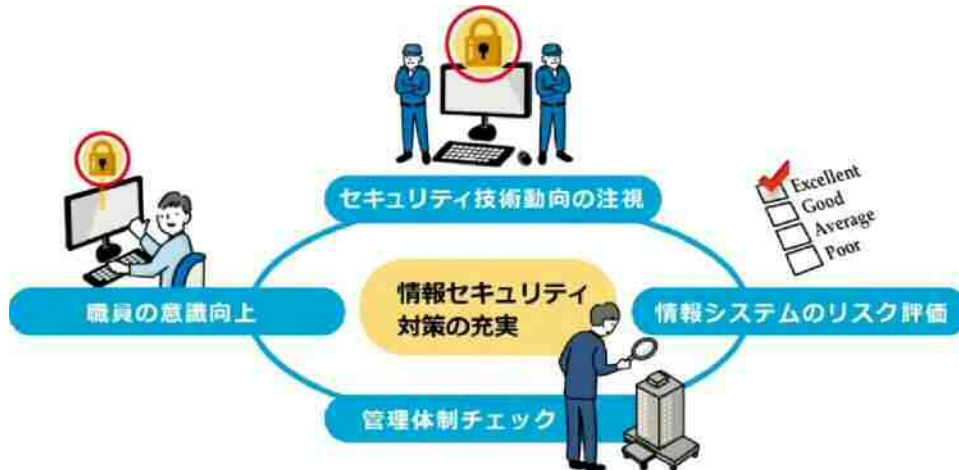 セキュリティ技術動向の注視
Excellent
Good
Average
Poor
職員の意識向上
情報セキュリティ
対策の充実
情報システムのリスク評価
管理体制チェック